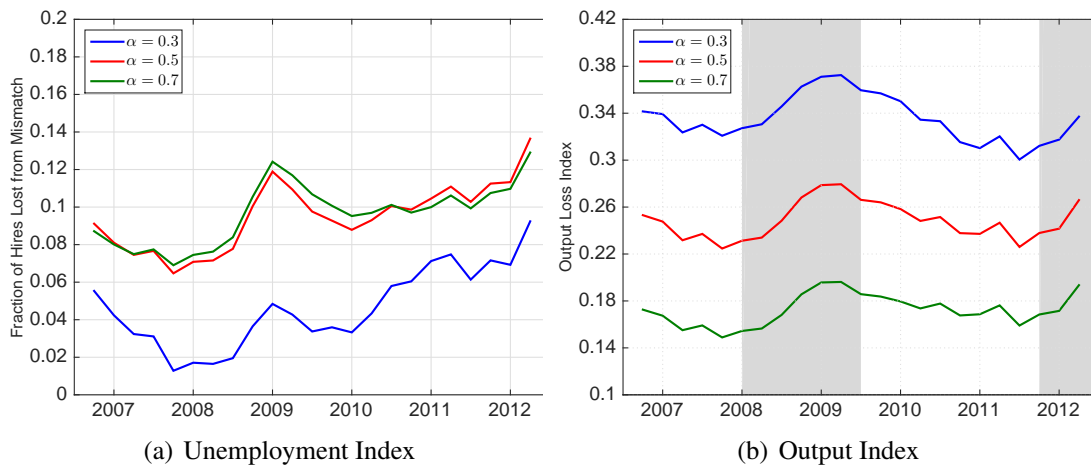 Fraction of Hires Lost from Mismatch
0.2
0.18
0.16
0.14
0.12
0.1
0.08
0.06
0.04
0.02
0
α = 0.3
α = 0.5
α = 0.7
2007 2008 2009 2010 2011 2012
(a) Unemployment Index
Output Loss Index
0.42
0.38
0.34
0.3
0.26
0.22
0.18
0.14
0.1
α = 0.3
α = 0.5
α = 0.7
2007 2008 2009 2010 2011 2012
(b) Output Index